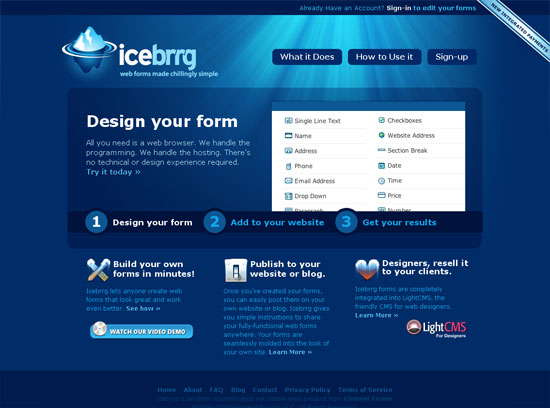 Already Have an Account? Sign-in to edit your forms
NEW INTEGRATED PAYMENTS
icebrrg
web forms made chillingly simple
What it Does
How to Use it
Sign-up
Design your form
All you need is a web browser. We handle the
programming. We handle the hosting. There's
no technical or design experience required.
Try it today »
Single Line Text
Checkboxes
Name
Website Address
Address
Section Break
Phone
Date
Email Address
Time
Drop Down
Price
Paragraph
Number
1 Design your form
2 Add to your website
3 Get your results
Build your own
forms in minutes!
Icebrrg lets anyone create web
forms that look great and work
even better. See how »
WATCH OUR VIDEO DEMO
Publish to your
website or blog.
Once you've created your forms,
you can easily post them on your
own website or blog. Icebrrg gives
you simple instructions to share
your fully-functional web forms
anywhere. Your forms are
seamlessly molded into the look of
your own site. Learn More »
Designers, resell it
to your clients.
Icebrrg forms are completely
integrated into LightCMS, the
friendly CMS for web designers.
Learn More »
LightCMS
For Designers
Home About FAQ Blog Contact Privacy Policy Terms of Service
Icebrrg is another sophisticated yet simple web product from Element Fusion